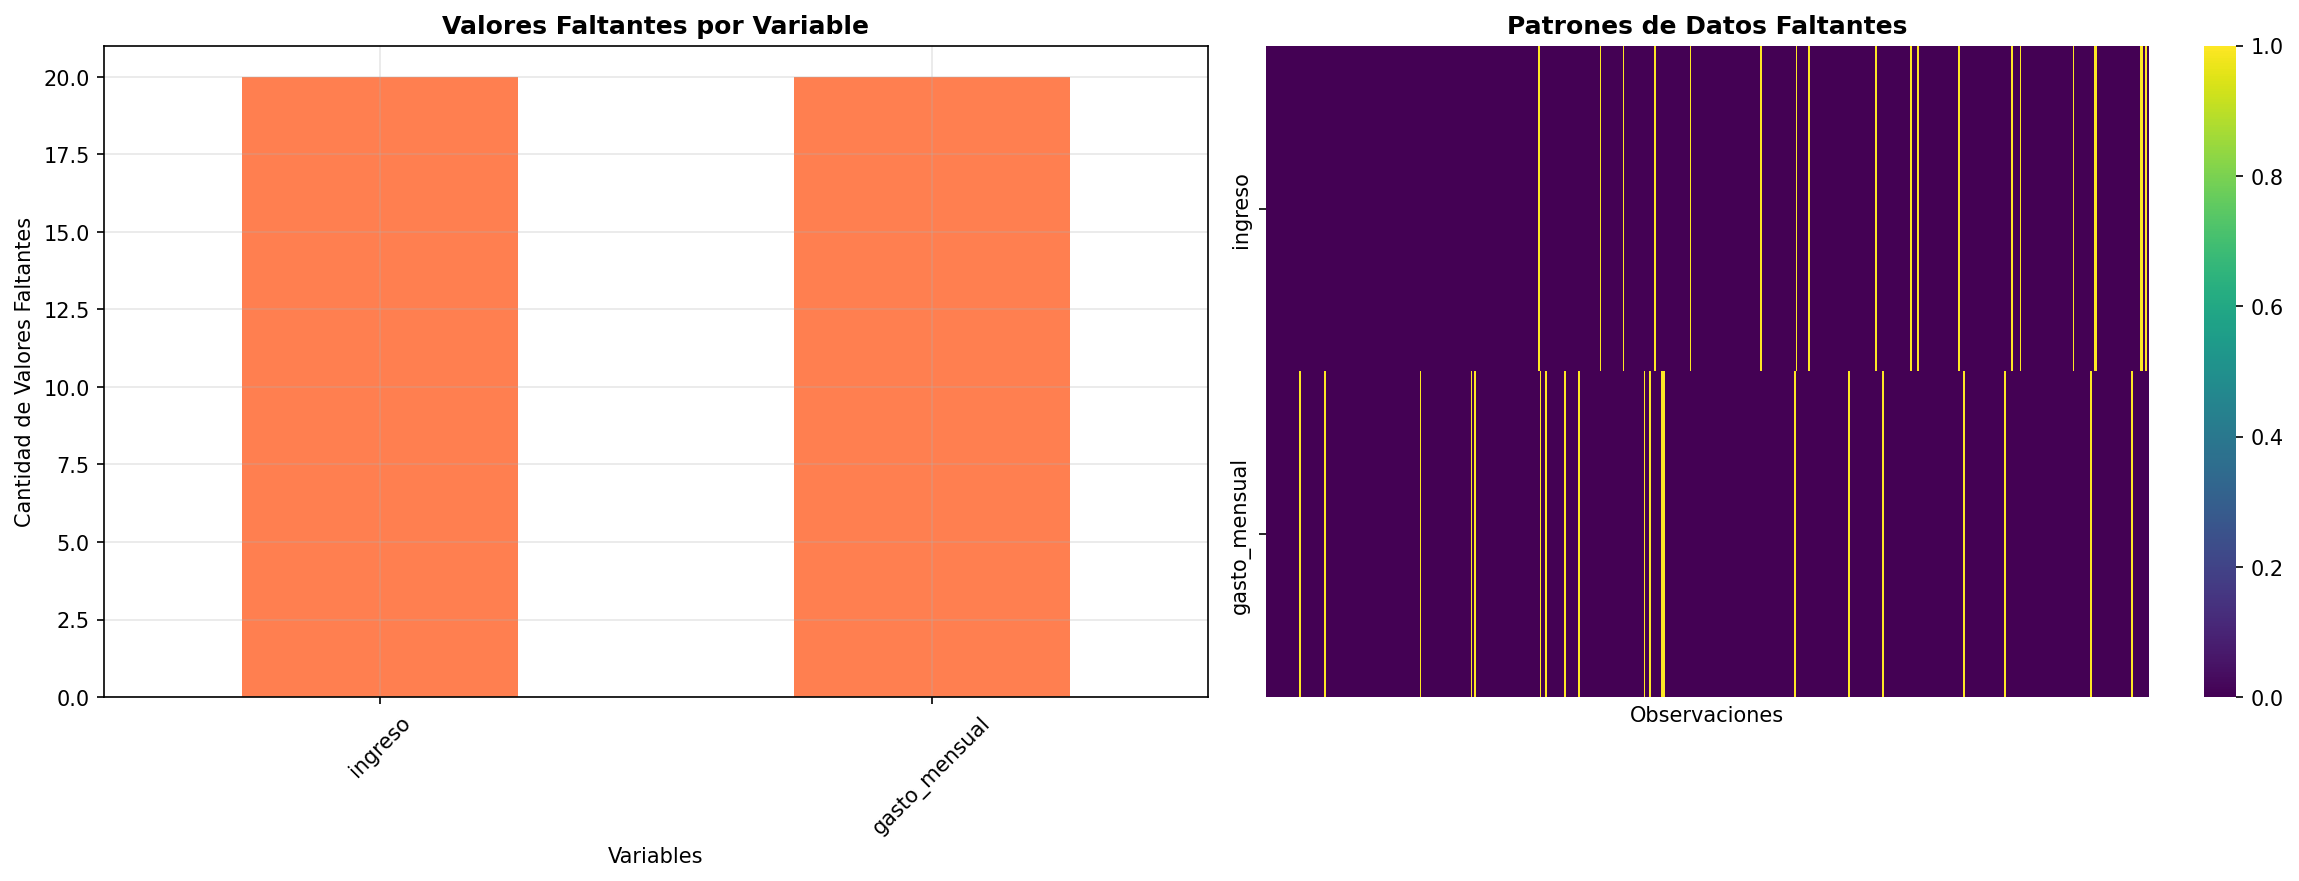 Valores Faltantes por Variable
Cantidad de Valores Faltantes
20.0
17.5
15.0
12.5
10.0
7.5
5.0
2.5
0.0
ingreso
gasto_mensual
Variables
Patrones de Datos Faltantes
ingreso
gasto_mensual
Observaciones
1.0
0.8
0.6
0.4
0.2
0.0